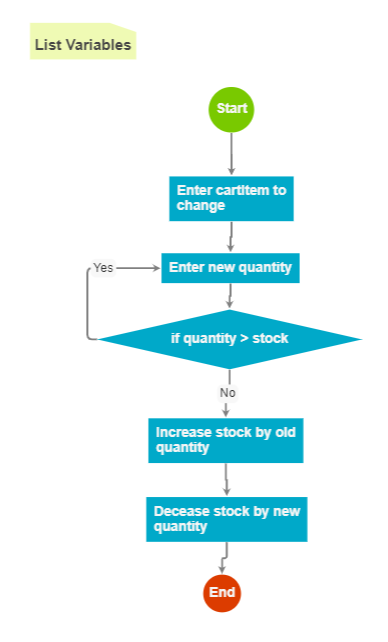 List Variables
Start
Enter cartItem to
change
Yes
Enter new quantity
if quantity > stock
No
Increase stock by old
quantity
Decease stock by new
quantity
End